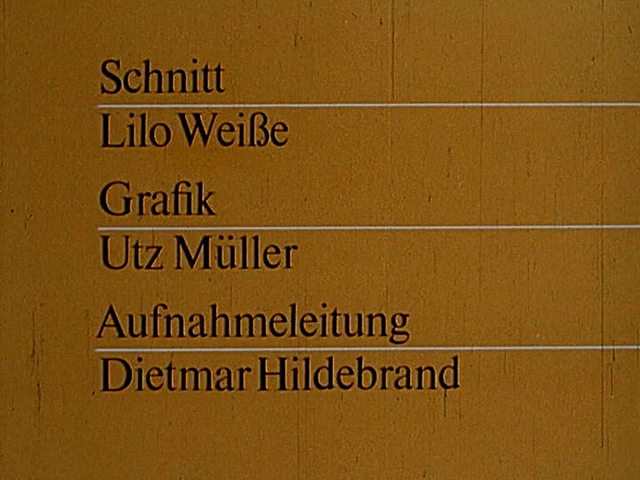 Schnitt
Lilo Weiße
Grafik
Utz Müller
Aufnahmeleitung
Dietmar Hildebrand